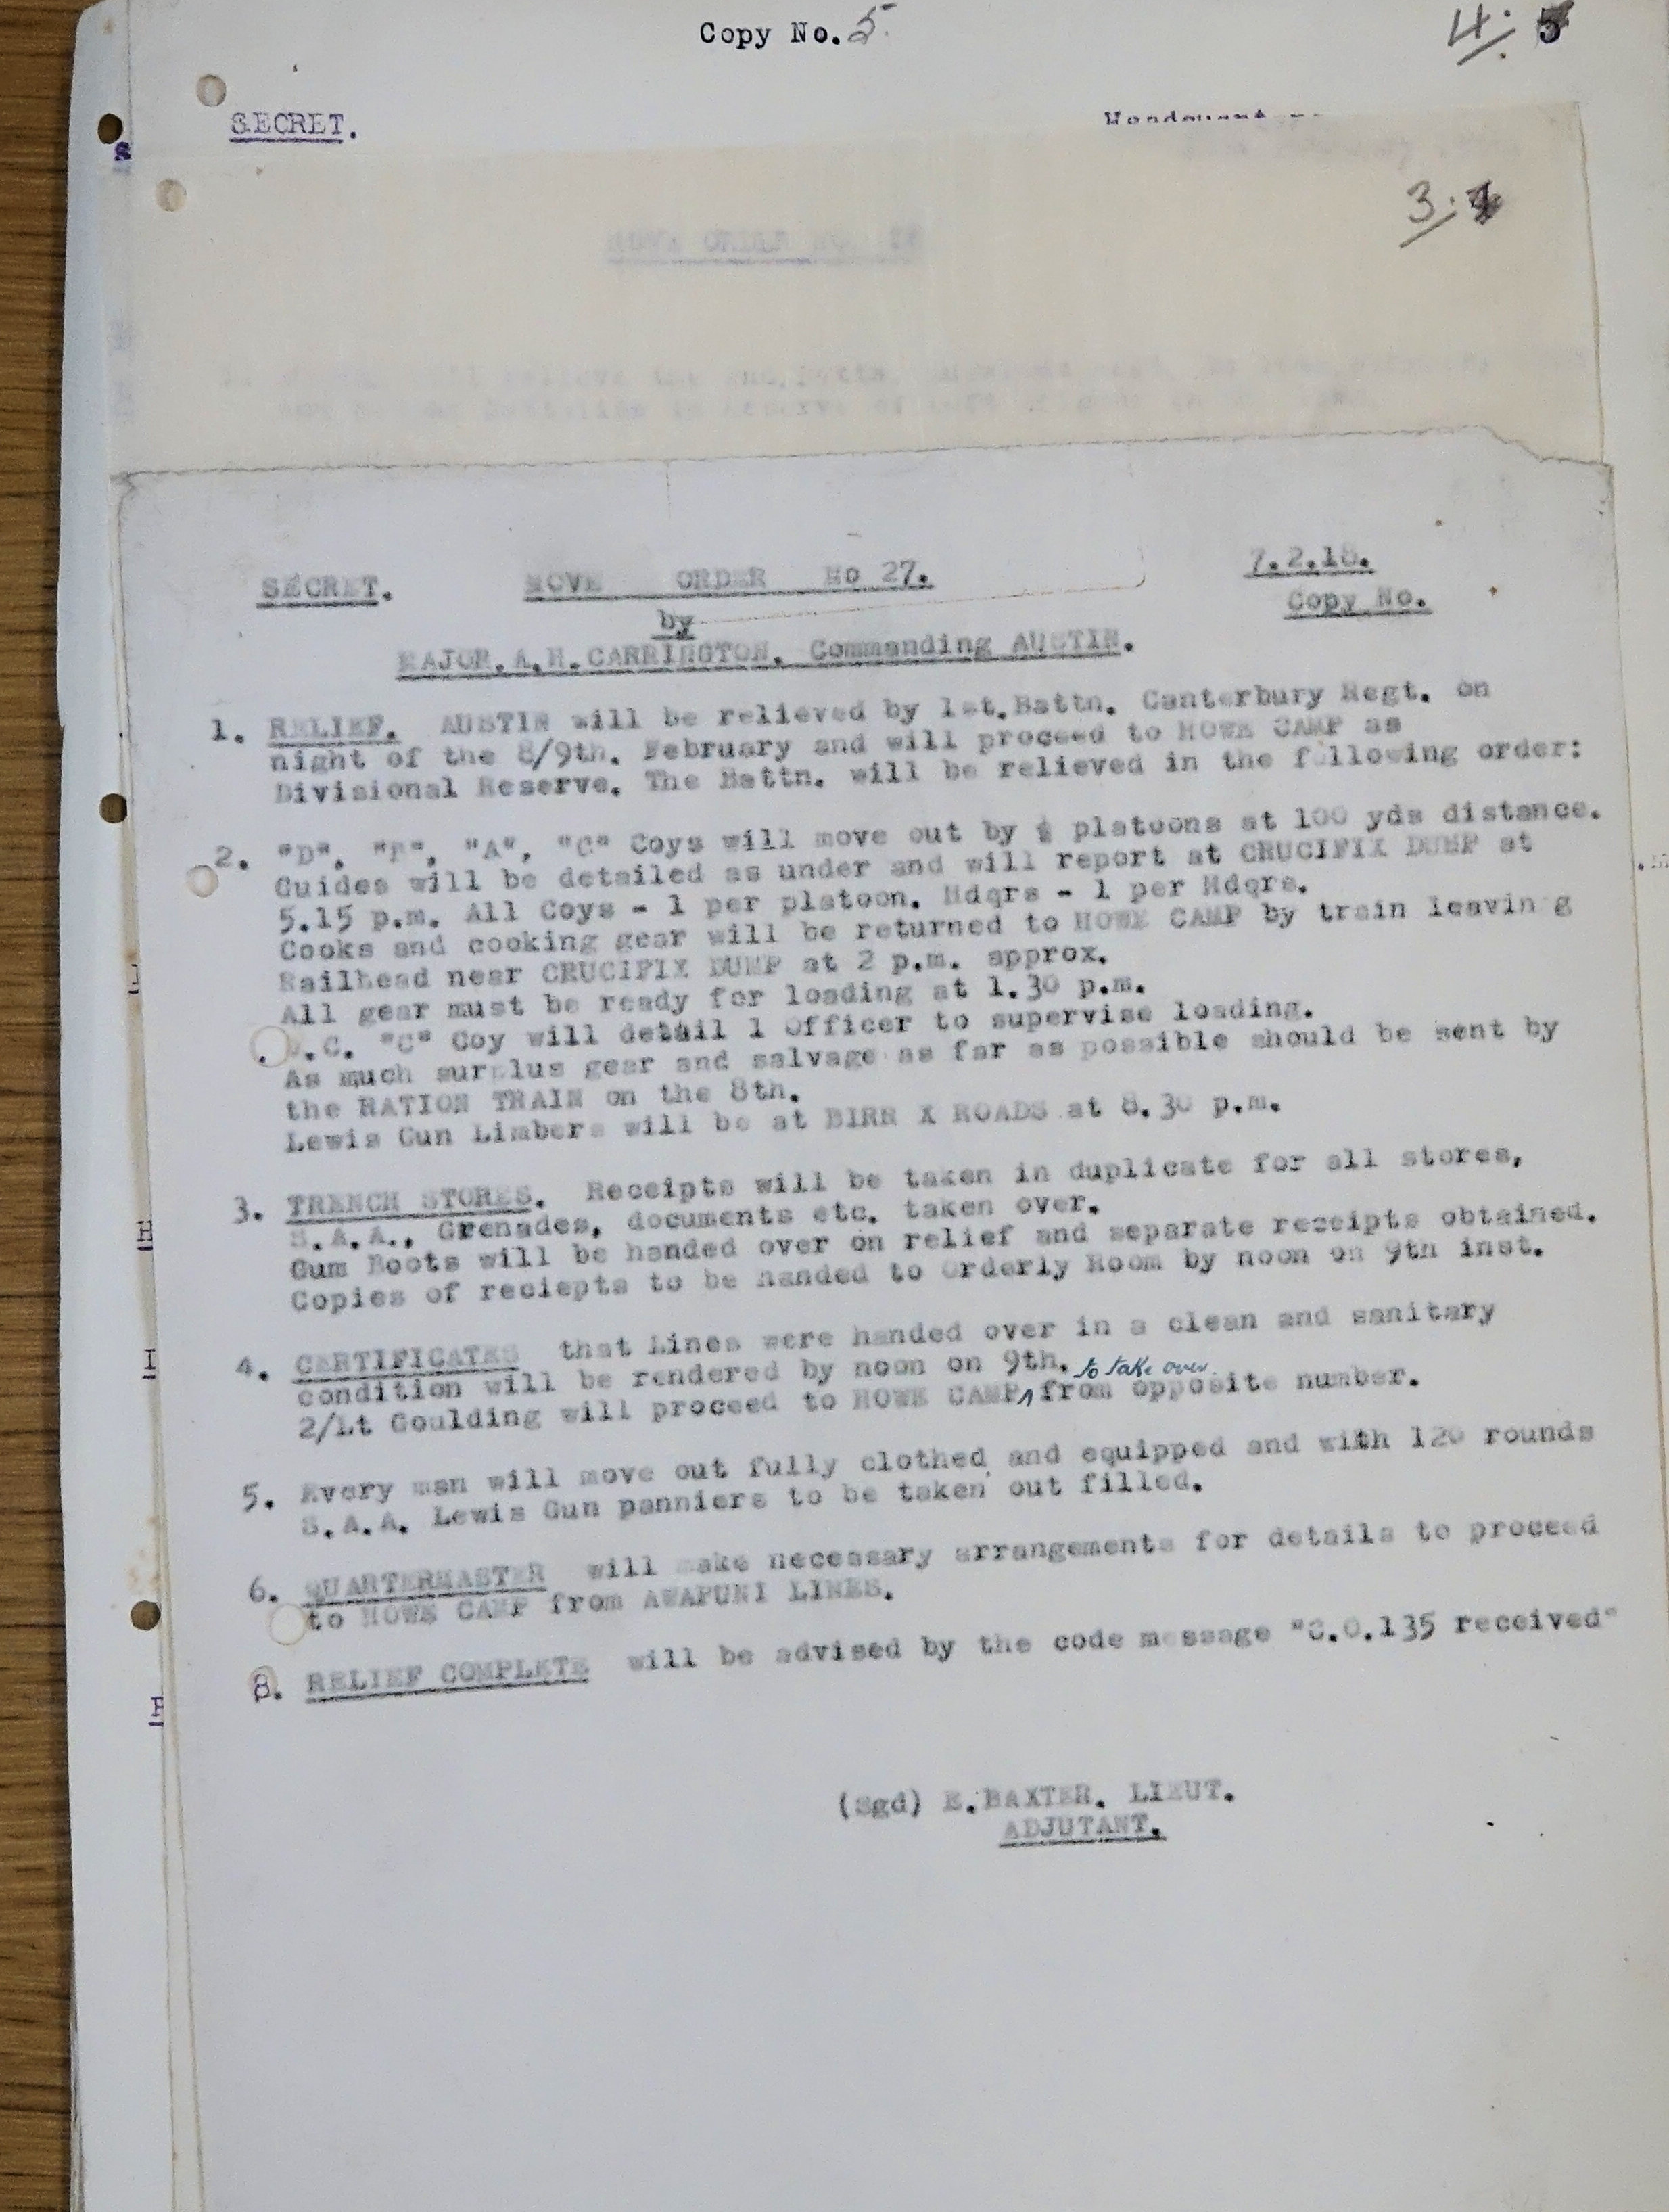 Copy No. 5.
4. 5
SECRET.
3. 4
MOVE ORDER NO.
SECRET. MOVE ORDER No 27. 7.2.18.
by Copy No.
MAJOR. A.H. CARRINGTON. Commanding AUSTIN.
1. RELIEF. AUSTIN will be relieved by 1st. Battn. Canterbury Regt. on
night of the 8/9th. February and will proceed to HOWE CAMP as
Divisional Reserve. The Battn. will be relieved in the following order:
2. "D", "B", "A", "C" Coys will move out by ½ platoons at 100 yds distance.
Guides will be detailed as under and will report at CRUCIFIX DUMP at
5.15 p.m. All Coys - 1 per platoon. Hdqrs - 1 per Hdqrs.
Cooks and cooking gear will be returned to HOWE CAMP by train leavin g
Railhead near CRUCIFIX DUMP at 2 p.m. approx.
All gear must be ready for loading at 1.30 p.m.
.C. "C" Coy will detail 1 Officer to supervise loading.
As much surplus gear and salvage as far as possible should be sent by
the RATION TRAIN on the 8th.
Lewis Gun Limbers will be at BIRR X ROADS at 8.30 p.m.
3. TRENCH STORES. Receipts will be taken in duplicate for all stores,
S.A.A., Grenades, documents etc. taken over.
Gum Boots will be handed over on relief and separate receipts obtained.
Copies of reciepts to be handed to Orderly Room by noon on 9th inst.
4. CERTIFICATES that Lines were handed over in a clean and sanitary
condition will be rendered by noon on 9th.
2/Lt Goulding will proceed to HOWE CAMP to take over from opposite number.
5. Every man will move out fully clothed and equipped and with 120 rounds
S.A.A. Lewis Gun panniers to be taken out filled.
6. QUARTERMASTER will make necessary arrangements for details to proceed
to HOWE CAMP from AWAPUNI LINES.
8. RELIEF COMPLETE will be advised by the code message "C.O.135 received"
(Sgd) E. BAXTER. LIEUT.
ADJUTANT.